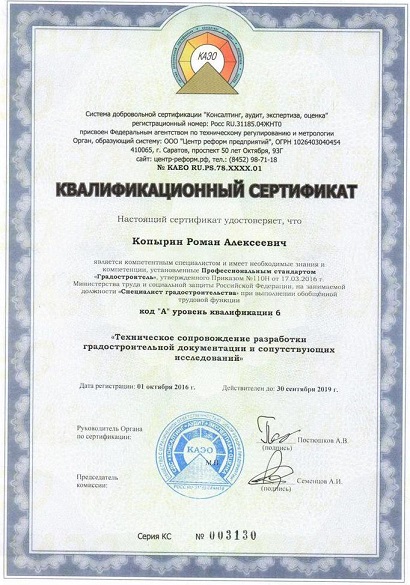 КАЭО
Система добровольной сертификации "Консалтинг, аудит, экспертиза, оценка"
регистрационный номер: Росс RU.31185.04ЖНТ0
присвоен Федеральным агентством по техническому регулированию и метрологии
Орган, образующий систему: ООО "Центр реформ предприятий", ОГРН 1026403040454
410065, г. Саратов, проспект 50 лет Октября, 93Г
сайт: центр-реформ.рф, тел.: (8452) 98-71-18
№ КАЕО RU.PS.78.XXXX.01
КВАЛИФИКАЦИОННЫЙ СЕРТИФИКАТ
Настоящий сертификат удостоверяет, что
Копырин Роман Алексеевич
является компетентным специалистом и имеет необходимые знания и
компетенции, установленные Профессиональным стандартом
«Градостроитель», утвержденного Приказом №110Н от 17.03.2016 г.
Министерства труда и социальной защиты Российской Федерации, на занимаемой
должности «Специалист градостроительства» при выполнении обобщённой
трудовой функции
код "А" уровень квалификации 6
«Техническое сопровождение разработки
градостроительной документации и сопутствующих
исследований»
Дата регистрации: 01 октября 2016 г. Действителен до: 30 сентября 2019 г.
Руководитель Органа
по сертификации:
Постюшков А.В.
(подпись)
КАЭО
М.П.
Председатель
комиссии:
Семенцов А.И.
(подпись)
Серия КС № 003130